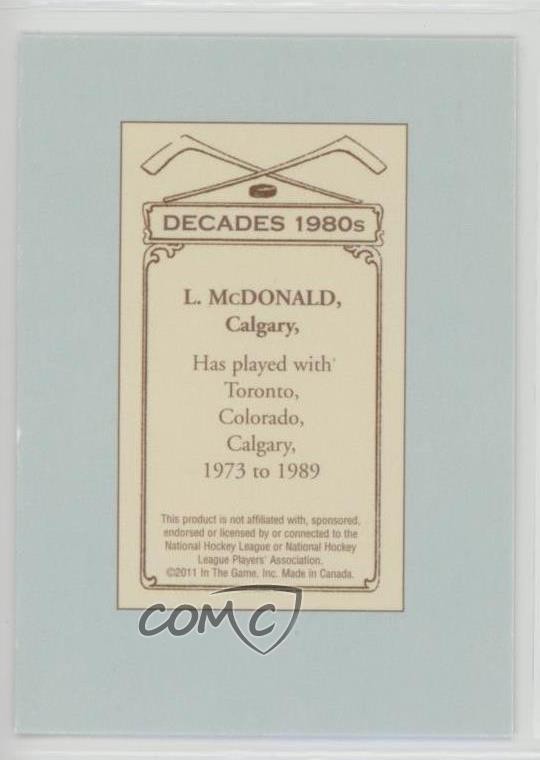 DECADES 1980s
L. McDONALD,
Calgary,
Has played with
Toronto,
Colorado,
Calgary,
1973 to 1989
This product is not affiliated with, sponsored,
endorsed or licensed by or connected to the
National Hockey League or National Hockey
League Players' Association.
©2011 In The Game, Inc. Made in Canada.
COMC